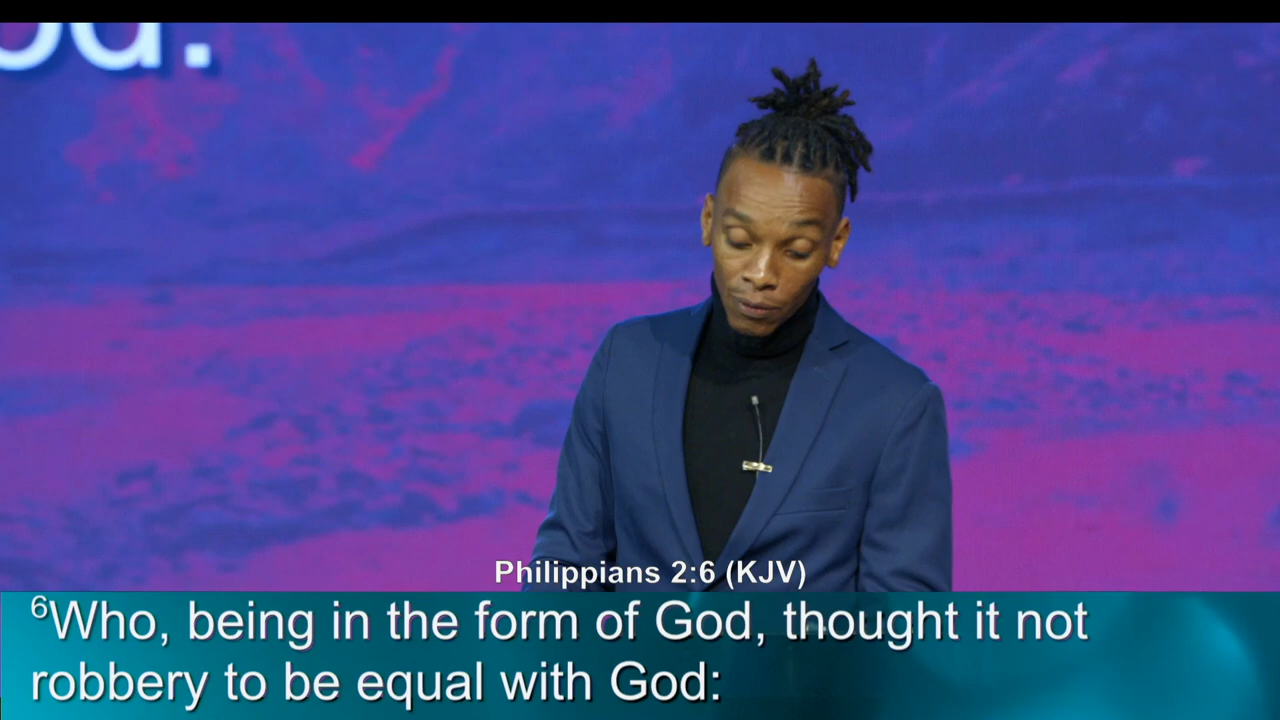 od.
Philippians 2:6 (KJV)
6Who, being in the form of God, thought it not
robbery to be equal with God: